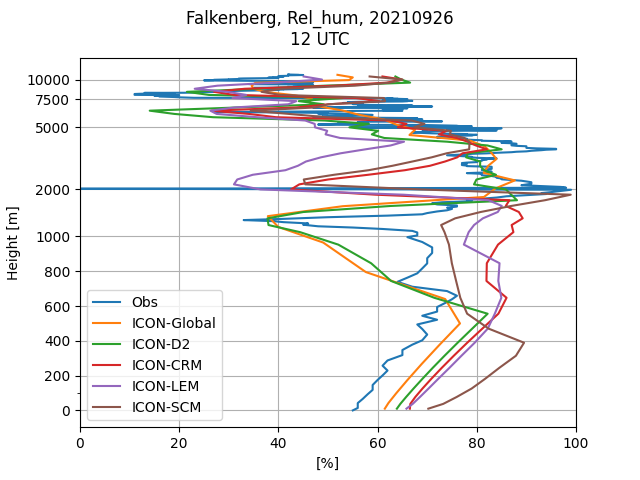 Falkenberg, Rel_hum, 20210926
12 UTC
10000
7500
5000
2000
1000
800
600
400
200
0
Height [m]
Obs
ICON-Global
ICON-D2
ICON-CRM
ICON-LEM
ICON-SCM
0 20 40 60 80 100
[%]